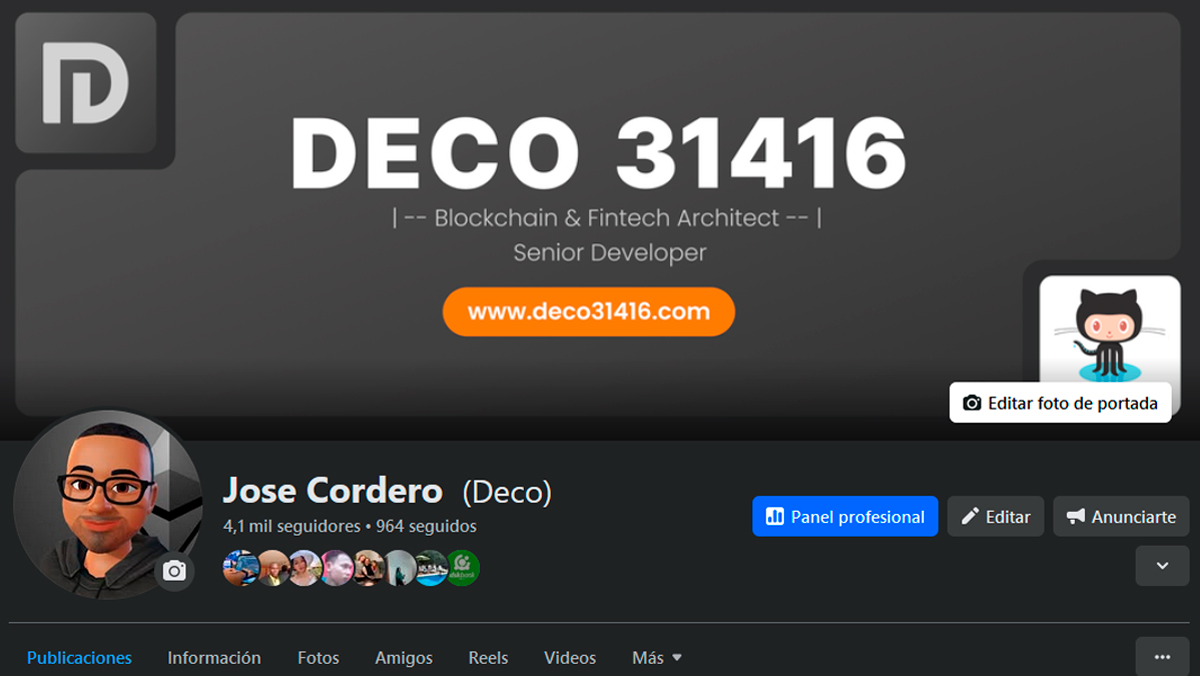 DECO 31416
|-- Blockchain & Fintech Architect --|
Senior Developer
www.deco31416.com
Editar foto de portada
Jose Cordero (Deco)
4,1 mil seguidores • 964 seguidos
Panel profesional
Editar
Anunciarte
Publicaciones
Información
Fotos
Amigos
Reels
Videos
Más